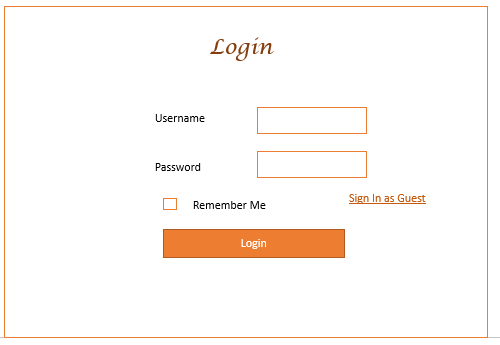 Login
Username
Password
Sign In as Guest
Remember Me
Login